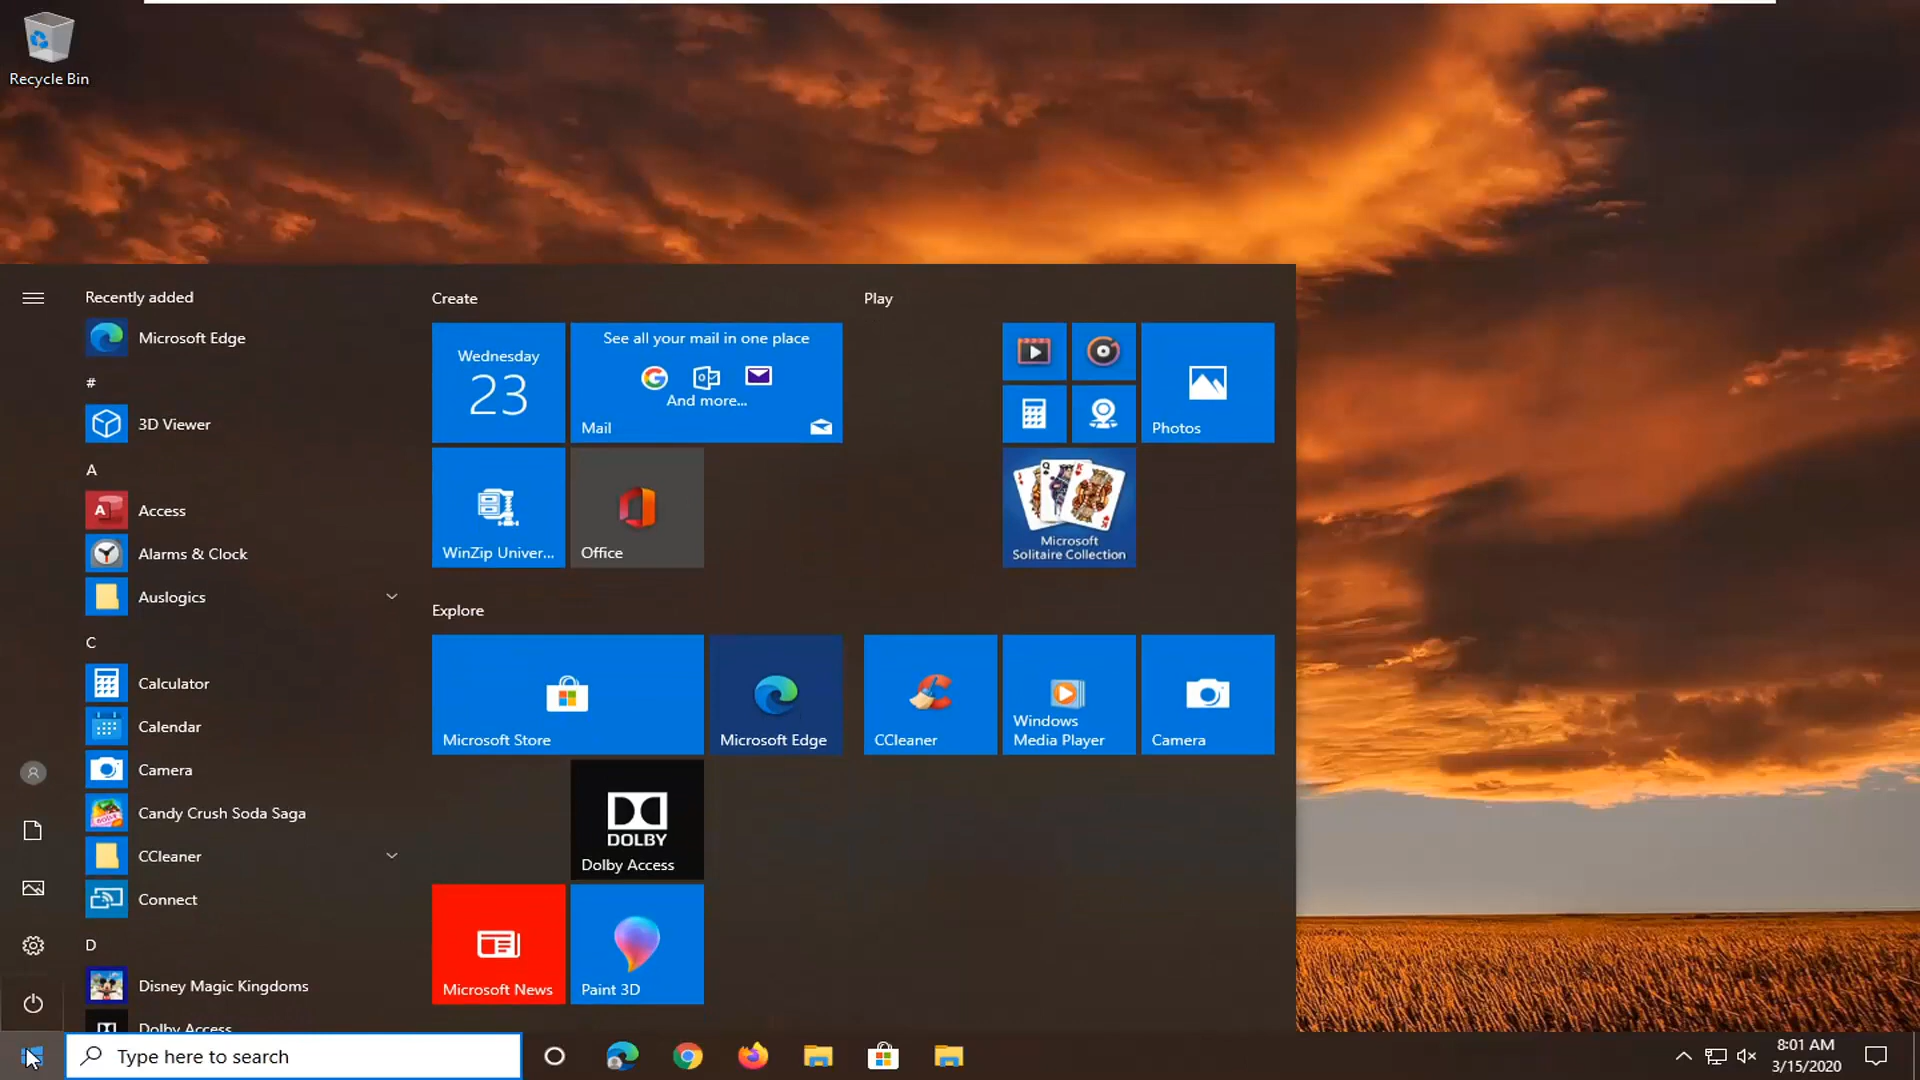 Recycle Bin
Recently added
Microsoft Edge
#
3D Viewer
A
Access
Alarms & Clock
Auslogics
C
Calculator
Calendar
Camera
Candy Crush Soda Saga
CCleaner
Connect
D
Disney Magic Kingdoms
Dolby Access
Create
Wednesday
23
See all your mail in one place
And more...
Mail
WinZip Univer...
Office
Explore
Microsoft Store
Microsoft Edge
DOLBY
Dolby Access
Microsoft News
Paint 3D
Play
Photos
Microsoft
Solitaire Collection
CCleaner
Windows
Media Player
Camera
Type here to search
8:01 AM
3/15/2020